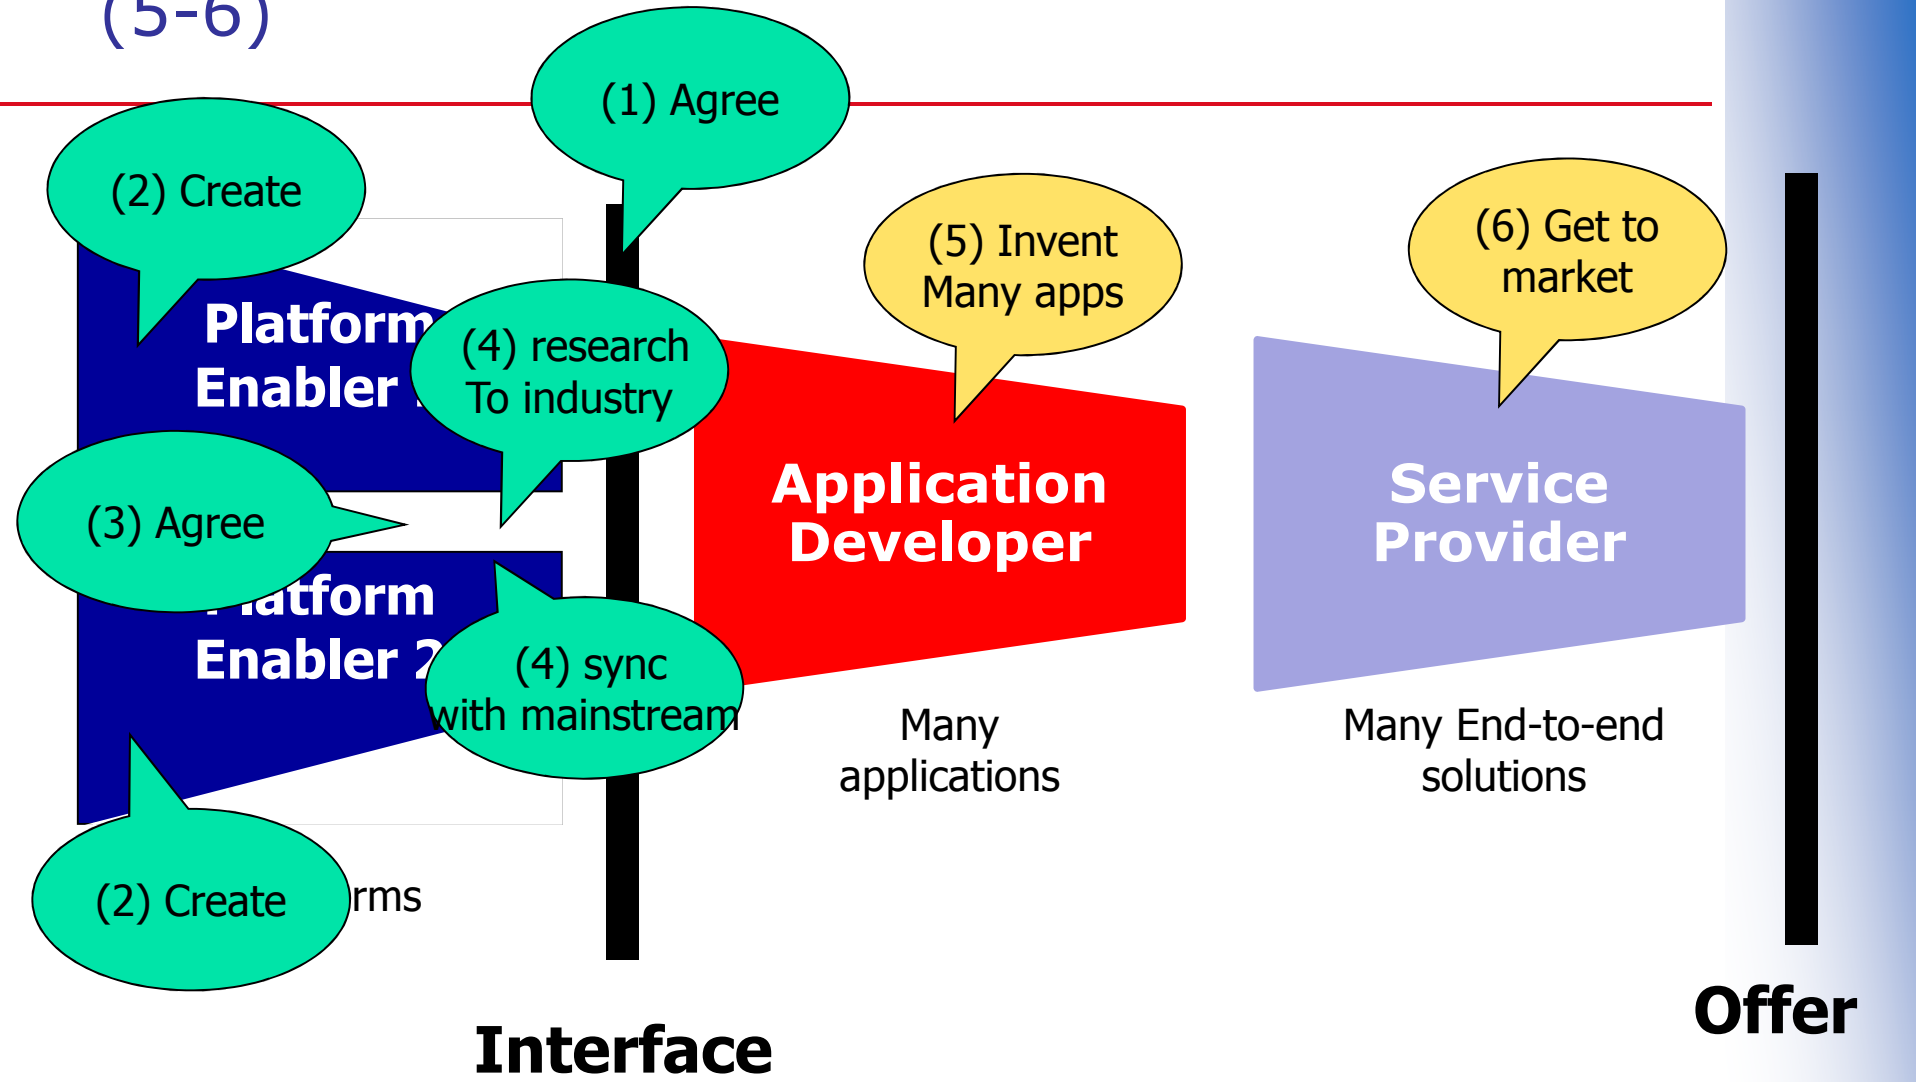 (5-6)
(1) Agree
(2) Create
(5) Invent
Many apps
(6) Get to
market
Platform
Enabler
(4) research
To industry
Application
Developer
Service
Provider
(3) Agree
Enabler 2
(4) sync
with mainstream
Many
applications
Many End-to-end
solutions
(2) Create
Interface
Offer